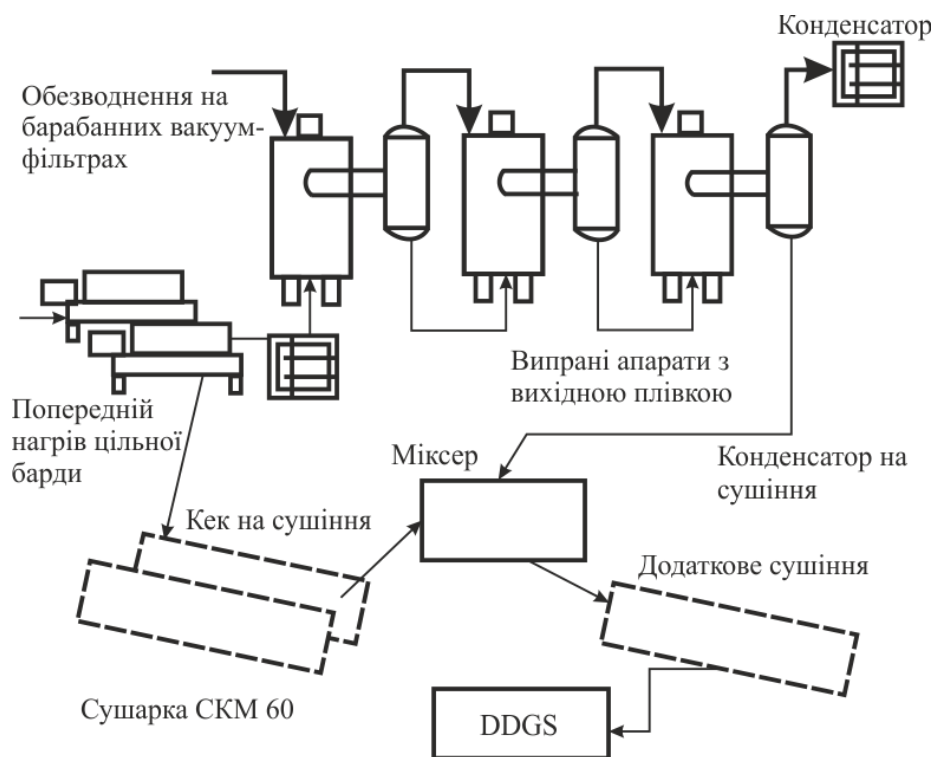 Конденсатор
Обезводнення на
барабанних вакуум-
фільтрах
Випрані апарати з
вихідною плівкою
Попередній
нагрів цільної
барди
Міксер
Конденсатор на
сушіння
Кек на сушіння
Додаткове сушіння
Сушарка СКМ 60
DDGS